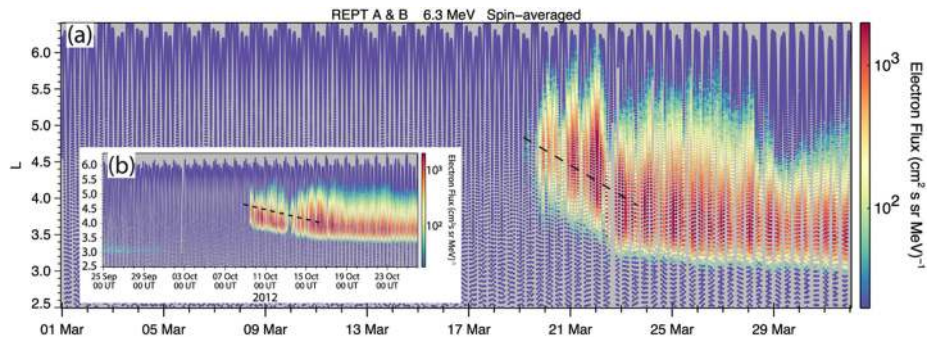 REPT A & B 6.3 MeV Spin-averaged
(a)
6.0
5.5
5.0
4.5
4.0
3.5
3.0
2.5
L
01 Mar 05 Mar 09 Mar 13 Mar 17 Mar 21 Mar 25 Mar 29 Mar
10³
10²
Electron Flux (cm² s sr MeV)⁻¹
(b)
6.0
5.5
5.0
4.5
4.0
3.5
3.0
2.5
25 Sep 29 Sep 03 Oct 07 Oct 11 Oct 15 Oct 19 Oct 23 Oct
00 UT 00 UT 00 UT 00 UT 00 UT 00 UT 00 UT 00 UT
2012
10³
10²
Electron Flux (cm² s sr MeV)⁻¹